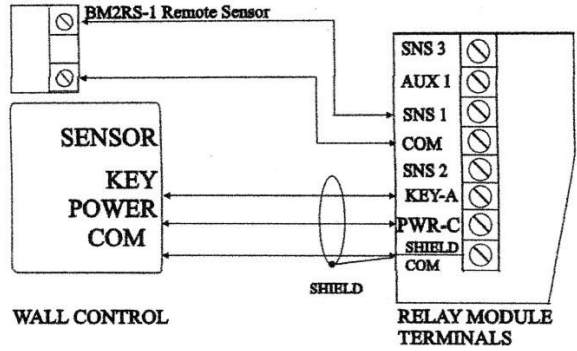 BM2RS-1 Remote Sensor
SENSOR
KEY
POWER
COM
SNS 3
AUX 1
SNS 1
COM
SNS 2
KEY-A
PWR-C
SHIELD
COM
SHIELD
WALL CONTROL
RELAY MODULE
TERMINALS